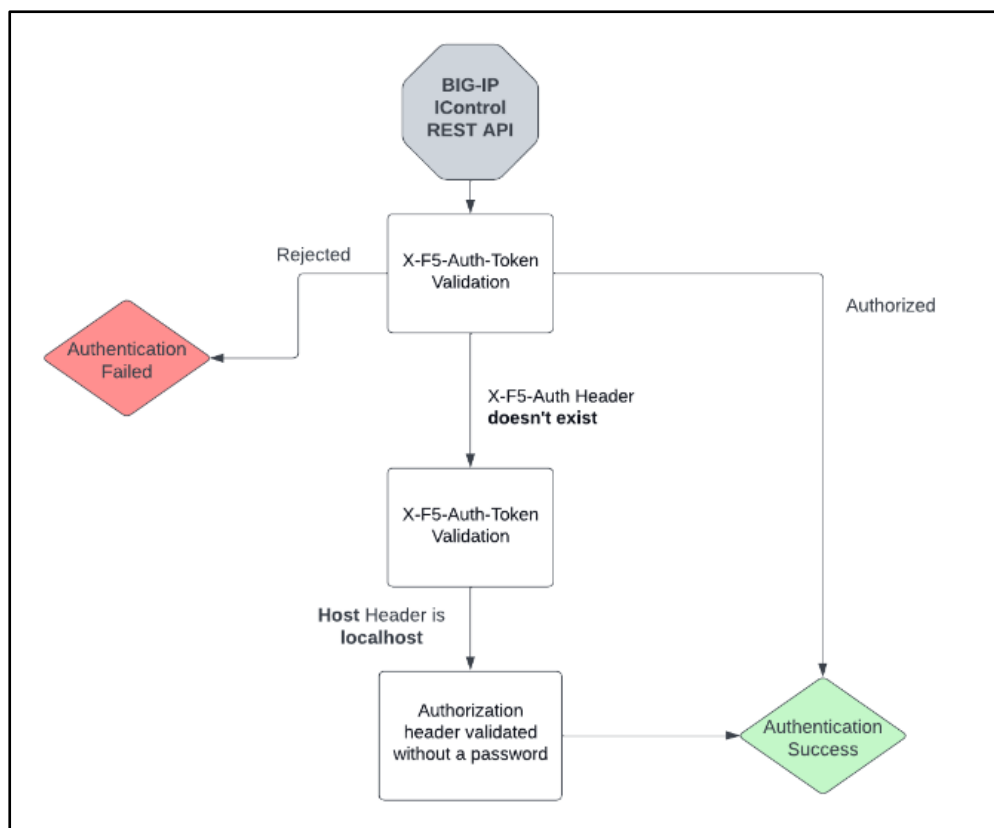 BIG-IP
IControl
REST API
X-F5-Auth-Token
Validation
Rejected
Authorized
Authentication
Failed
X-F5-Auth Header
doesn't exist
X-F5-Auth-Token
Validation
Host Header is
localhost
Authorization
header validated
without a password
Authentication
Success